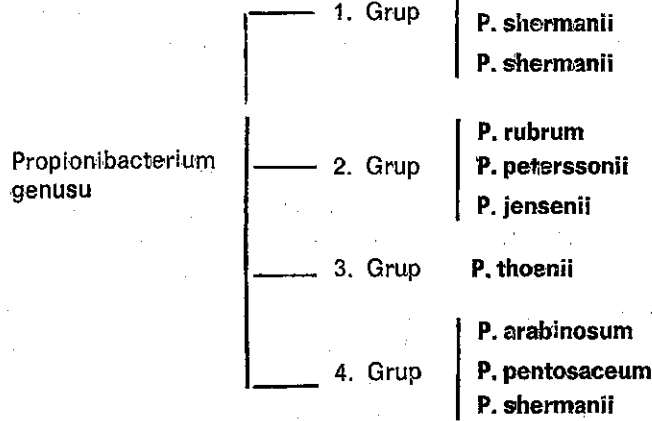 1. Grup
P. shermanii
P. shermanii
Propionibacterium
genusu
2. Grup
P. rubrum
P. peterssonii
P. jensenii
3. Grup
P. thoenii
4. Grup
P. arabinosum
P. pentosaceum
P. shermanii